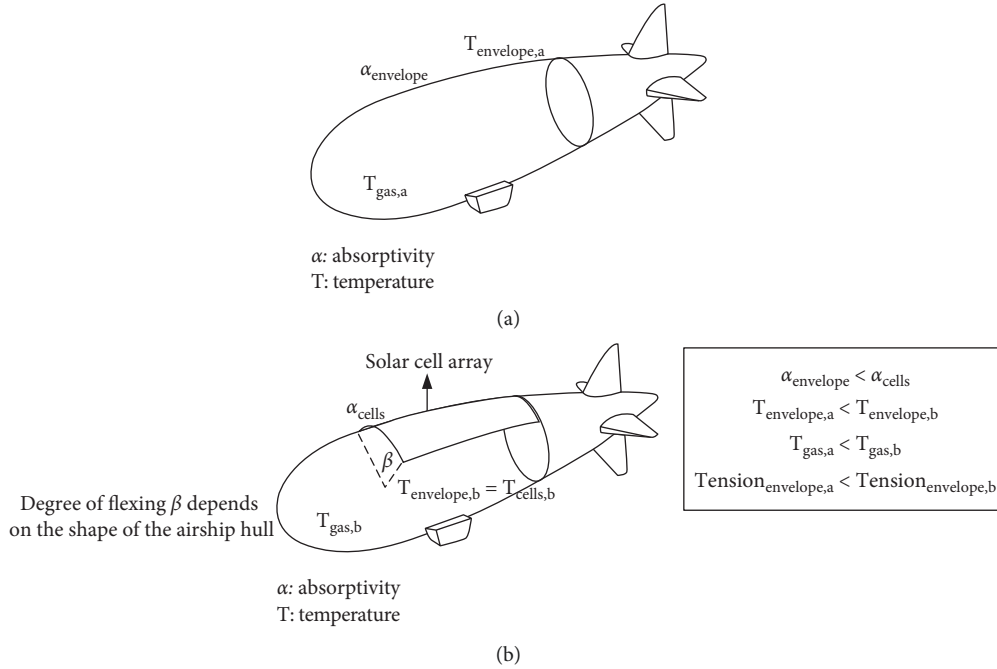 T_envelope,a
α_envelope
T_gas,a
α: absorptivity
T: temperature
(a)
Solar cell array
α_cells
β
T_envelope,b = T_cells,b
Degree of flexing β depends
on the shape of the airship hull
T_gas,b
α: absorptivity
T: temperature
α_envelope < α_cells
T_envelope,a < T_envelope,b
T_gas,a < T_gas,b
Tension_envelope,a < Tension_envelope,b
(b)